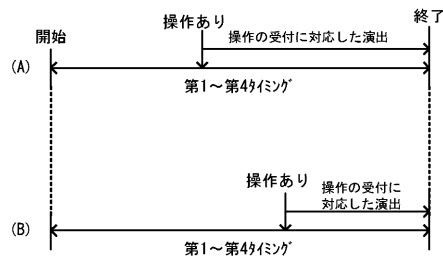 終了
操作あり
開始
操作の受付に対応した演出
(A)
第1～第4ﾀｲﾐﾝｸﾞ
操作あり
操作の受付に
対応した演出
(B)
第1～第4ﾀｲﾐﾝｸﾞ